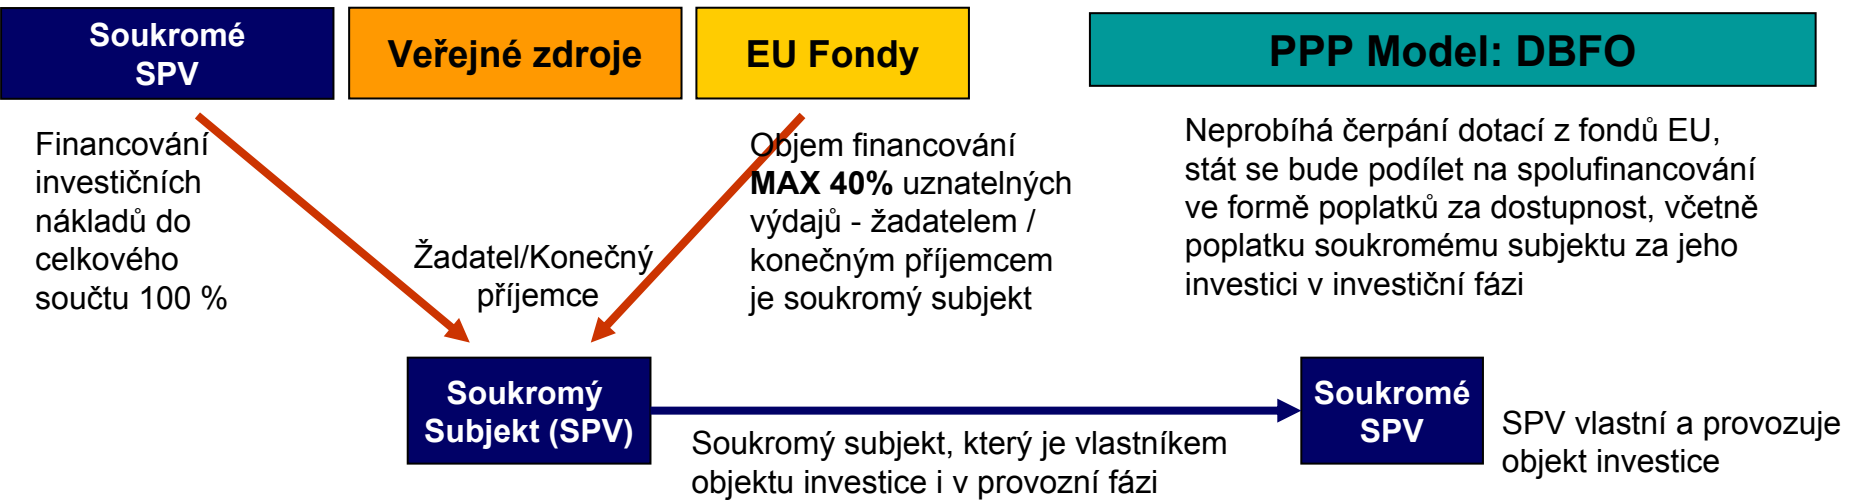 Soukromé
SPV
Veřejné zdroje
EU Fondy
PPP Model: DBFO
Financování
investičních
nákladů do
celkového
součtu 100 %
Žadatel/Konečný
příjemce
Objem financování
MAX 40% uznatelných
výdajů - žadatelem /
konečným příjemcem
je soukromý subjekt
Neprobíhá čerpání dotací z fondů EU,
stát se bude podílet na spolufinancování
ve formě poplatků za dostupnost, včetně
poplatku soukromému subjektu za jeho
investici v investiční fázi
Soukromý
Subjekt (SPV)
Soukromý subjekt, který je vlastníkem
objektu investice i v provozní fázi
Soukromé
SPV
SPV vlastní a provozuje
objekt investice